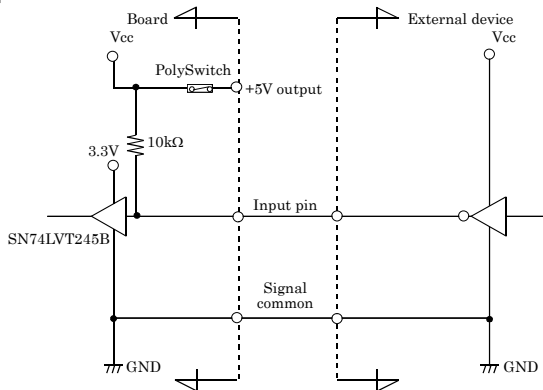 Board
External device
Vcc
Vcc
PolySwitch
+5V output
10kΩ
3.3V
Input pin
SN74LVT245B
Signal
common
GND
GND